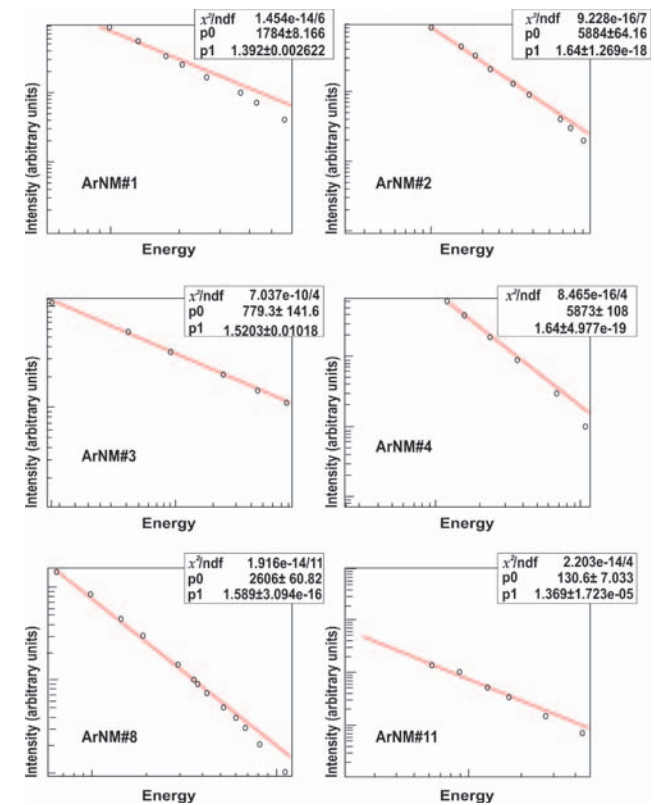 χ²/ndf 1.454e-14/6
p0 1784±8.166
p1 1.392±0.002622
Intensity (arbitrary units)
ArNM#1
Energy
χ²/ndf 9.228e-16/7
p0 5884±64.16
p1 1.64±1.269e-18
Intensity (arbitrary units)
ArNM#2
Energy
χ²/ndf 7.037e-10/4
p0 779.3± 141.6
p1 1.5203±0.01018
Intensity (arbitrary units)
ArNM#3
Energy
χ²/ndf 8.465e-16/4
5873± 108
1.64±4.977e-19
Intensity (arbitrary units)
ArNM#4
Energy
χ²/ndf 1.916e-14/11
p0 2606± 60.82
p1 1.589±3.094e-16
Intensity (arbitrary units)
ArNM#8
Energy
χ²/ndf 2.203e-14/4
p0 130.6± 7.033
p1 1.369±1.723e-05
Intensity (arbitrary units)
ArNM#11
Energy